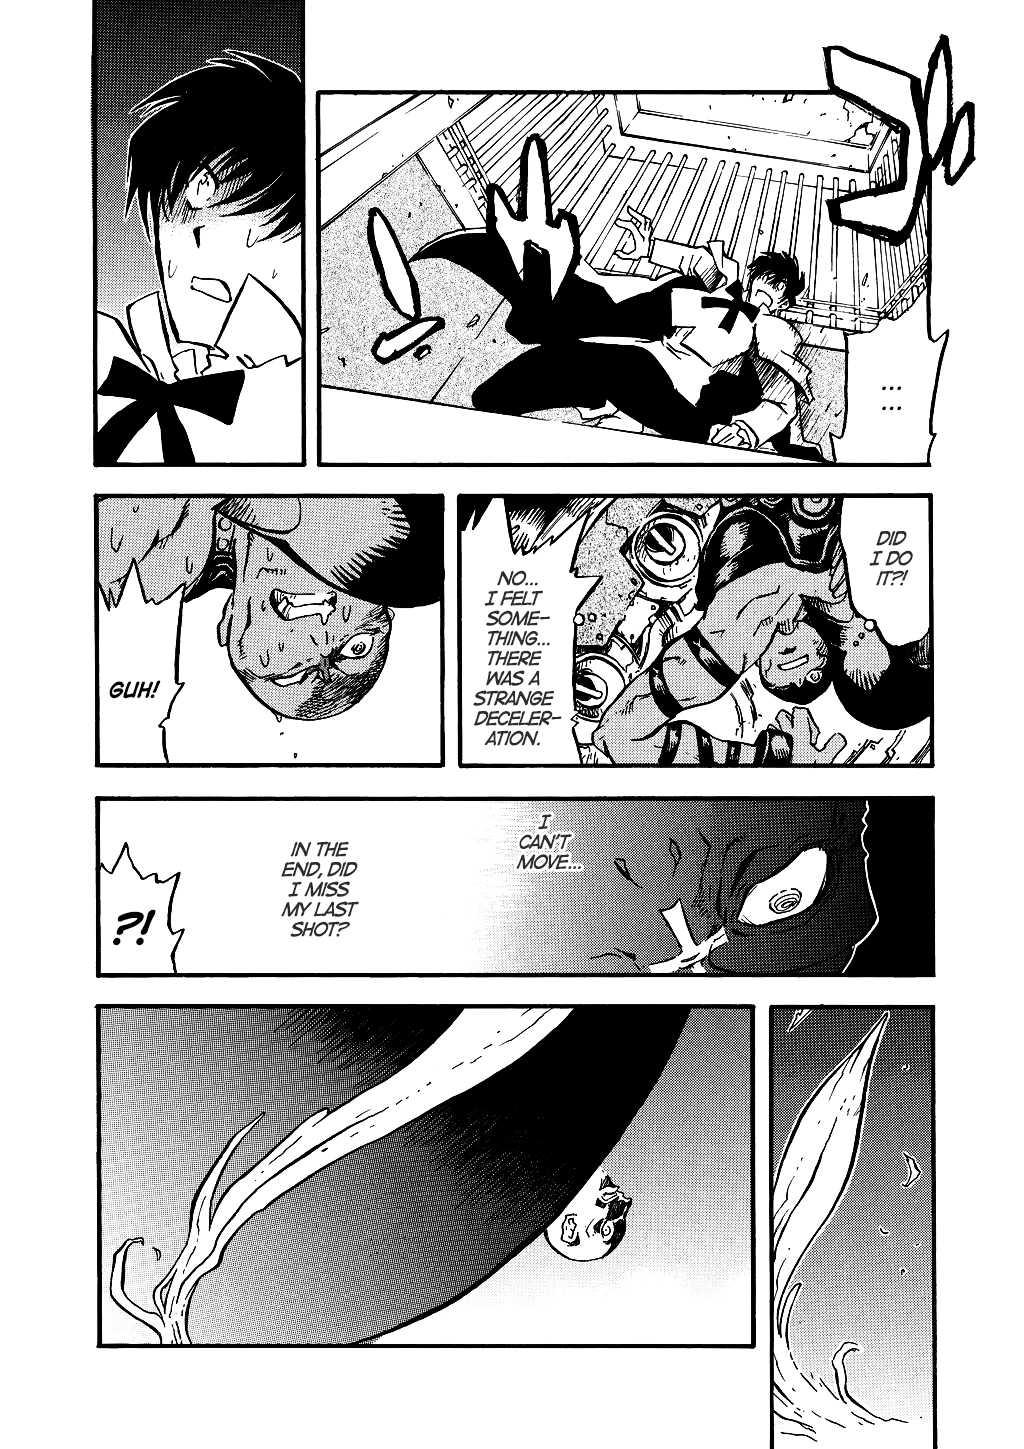 ...
...
DID
I DO
IT?!
NO...
I FELT
SOME-
THING...
THERE
WAS A
STRANGE
DECELER-
ATION.
GUH!
I
CAN'T
MOVE...
IN THE
END, DID
I MISS
MY LAST
SHOT?
?!